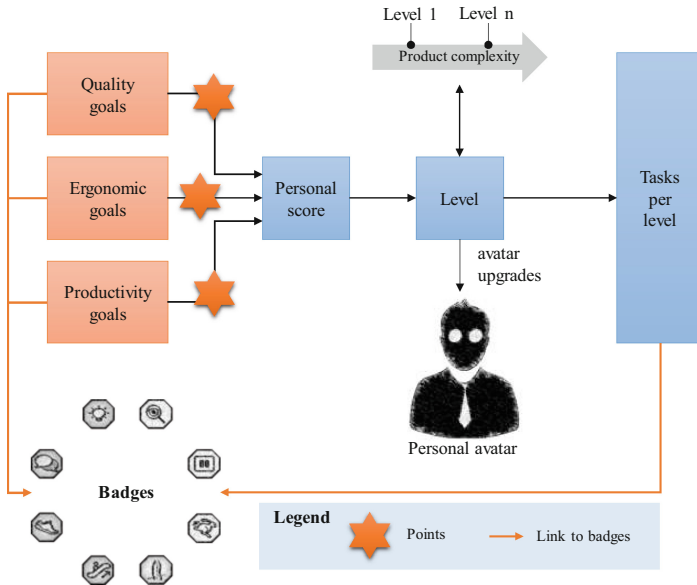 Level 1
Level n
Product complexity
Quality
goals
Ergonomic
goals
Productivity
goals
Personal
score
Level
Tasks
per
level
avatar
upgrades
Personal avatar
Badges
Legend
Points
Link to badges